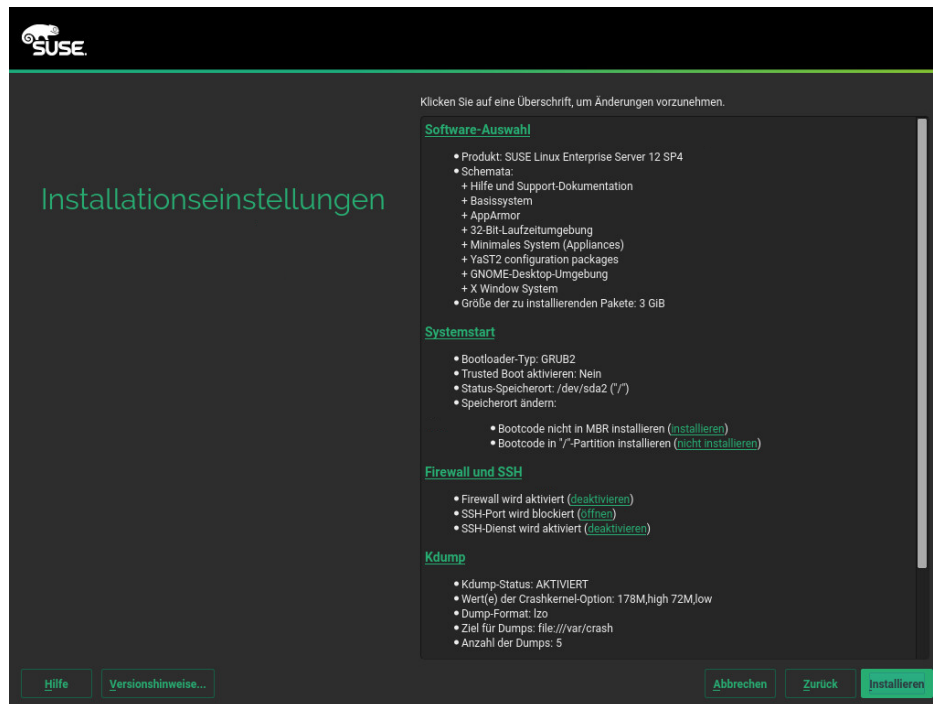 SUSE.
Klicken Sie auf eine Überschrift, um Änderungen vorzunehmen.
Installationseinstellungen
Software-Auswahl
• Produkt: SUSE Linux Enterprise Server 12 SP4
• Schemata:
+ Hilfe und Support-Dokumentation
+ Basissystem
+ AppArmor
+ 32-Bit-Laufzeitumgebung
+ Minimales System (Appliances)
+ YaST2 configuration packages
+ GNOME-Desktop-Umgebung
+ X Window System
• Größe der zu installierenden Pakete: 3 GiB
Systemstart
• Bootloader-Typ: GRUB2
• Trusted Boot aktivieren: Nein
• Status-Speicherort: /dev/sda2 ("/")
• Speicherort ändern:
• Bootcode nicht in MBR installieren (installieren)
• Bootcode in "/"-Partition installieren (nicht installieren)
Firewall und SSH
• Firewall wird aktiviert (deaktivieren)
• SSH-Port wird blockiert (öffnen)
• SSH-Dienst wird aktiviert (deaktivieren)
Kdump
• Kdump-Status: AKTIVIERT
• Wert(e) der Crashkernel-Option: 178M,high 72M,low
• Dump-Format: lzo
• Ziel für Dumps: file:///var/crash
• Anzahl der Dumps: 5
Hilfe
Versionshinweise...
Abbrechen
Zurück
Installieren